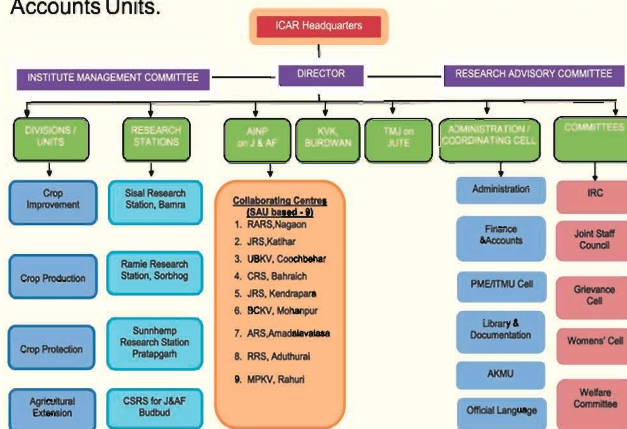 Accounts Units.
ICAR Headquarters
INSTITUTE MANAGEMENT COMMITTEE
DIRECTOR
RESEARCH ADVISORY COMMITTEE
DIVISIONS /
UNITS
RESEARCH
STATIONS
AINP
on J & AF
KVK,
BURDWAN
TMJ on
JUTE
ADMINISTRATION /
COORDINATING CELL
COMMITTEES
Crop
Improvement
Crop Production
Crop Protection
Agricultural
Extension
Sisal Research
Station, Bamra
Ramie Research
Station, Sorbhog
Sunnhemp
Research Station
Pratapgarh
CSRS for J&AF
Budbud
Collaborating Centres
(SAU based - 9)
1. RARS,Nagaon
2. JRS,Katihar
3. UBKV, Coochbehar
4. CRS, Bahraich
5. JRS, Kendrapara
6. BCKV, Mohanpur
7. ARS,Amadalavalasa
8. RRS, Aduthurai
9. MPKV, Rahuri
Administration
Finance
&Accounts
PME/ITMU Cell
Library &
Documentation
AKMU
Official Language
IRC
Joint Staff
Council
Grievance
Cell
Womens' Cell
Welfare
Committee